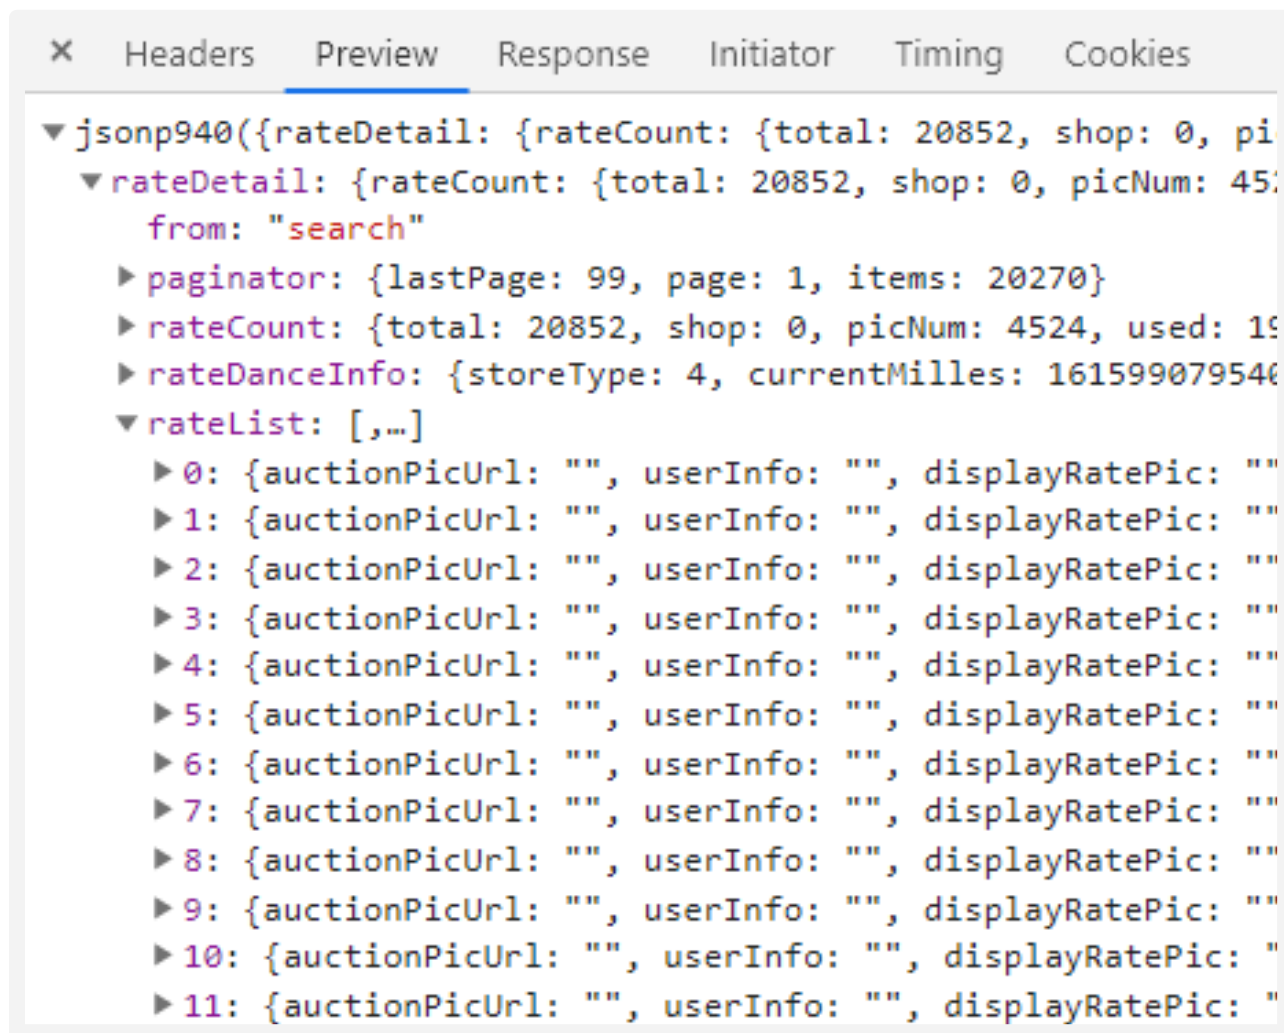 × Headers Preview Response Initiator Timing Cookies
▼ jsonp940({rateDetail: {rateCount: {total: 20852, shop: 0, pi
▼ rateDetail: {rateCount: {total: 20852, shop: 0, picNum: 452
from: "search"
▶ paginator: {lastPage: 99, page: 1, items: 20270}
▶ rateCount: {total: 20852, shop: 0, picNum: 4524, used: 19
▶ rateDanceInfo: {storeType: 4, currentMilles: 161599079540
▼ rateList: [,…]
▶ 0: {auctionPicUrl: "", userInfo: "", displayRatePic: ""
▶ 1: {auctionPicUrl: "", userInfo: "", displayRatePic: ""
▶ 2: {auctionPicUrl: "", userInfo: "", displayRatePic: ""
▶ 3: {auctionPicUrl: "", userInfo: "", displayRatePic: ""
▶ 4: {auctionPicUrl: "", userInfo: "", displayRatePic: ""
▶ 5: {auctionPicUrl: "", userInfo: "", displayRatePic: ""
▶ 6: {auctionPicUrl: "", userInfo: "", displayRatePic: ""
▶ 7: {auctionPicUrl: "", userInfo: "", displayRatePic: ""
▶ 8: {auctionPicUrl: "", userInfo: "", displayRatePic: ""
▶ 9: {auctionPicUrl: "", userInfo: "", displayRatePic: ""
▶ 10: {auctionPicUrl: "", userInfo: "", displayRatePic: "
▶ 11: {auctionPicUrl: "", userInfo: "", displayRatePic: "